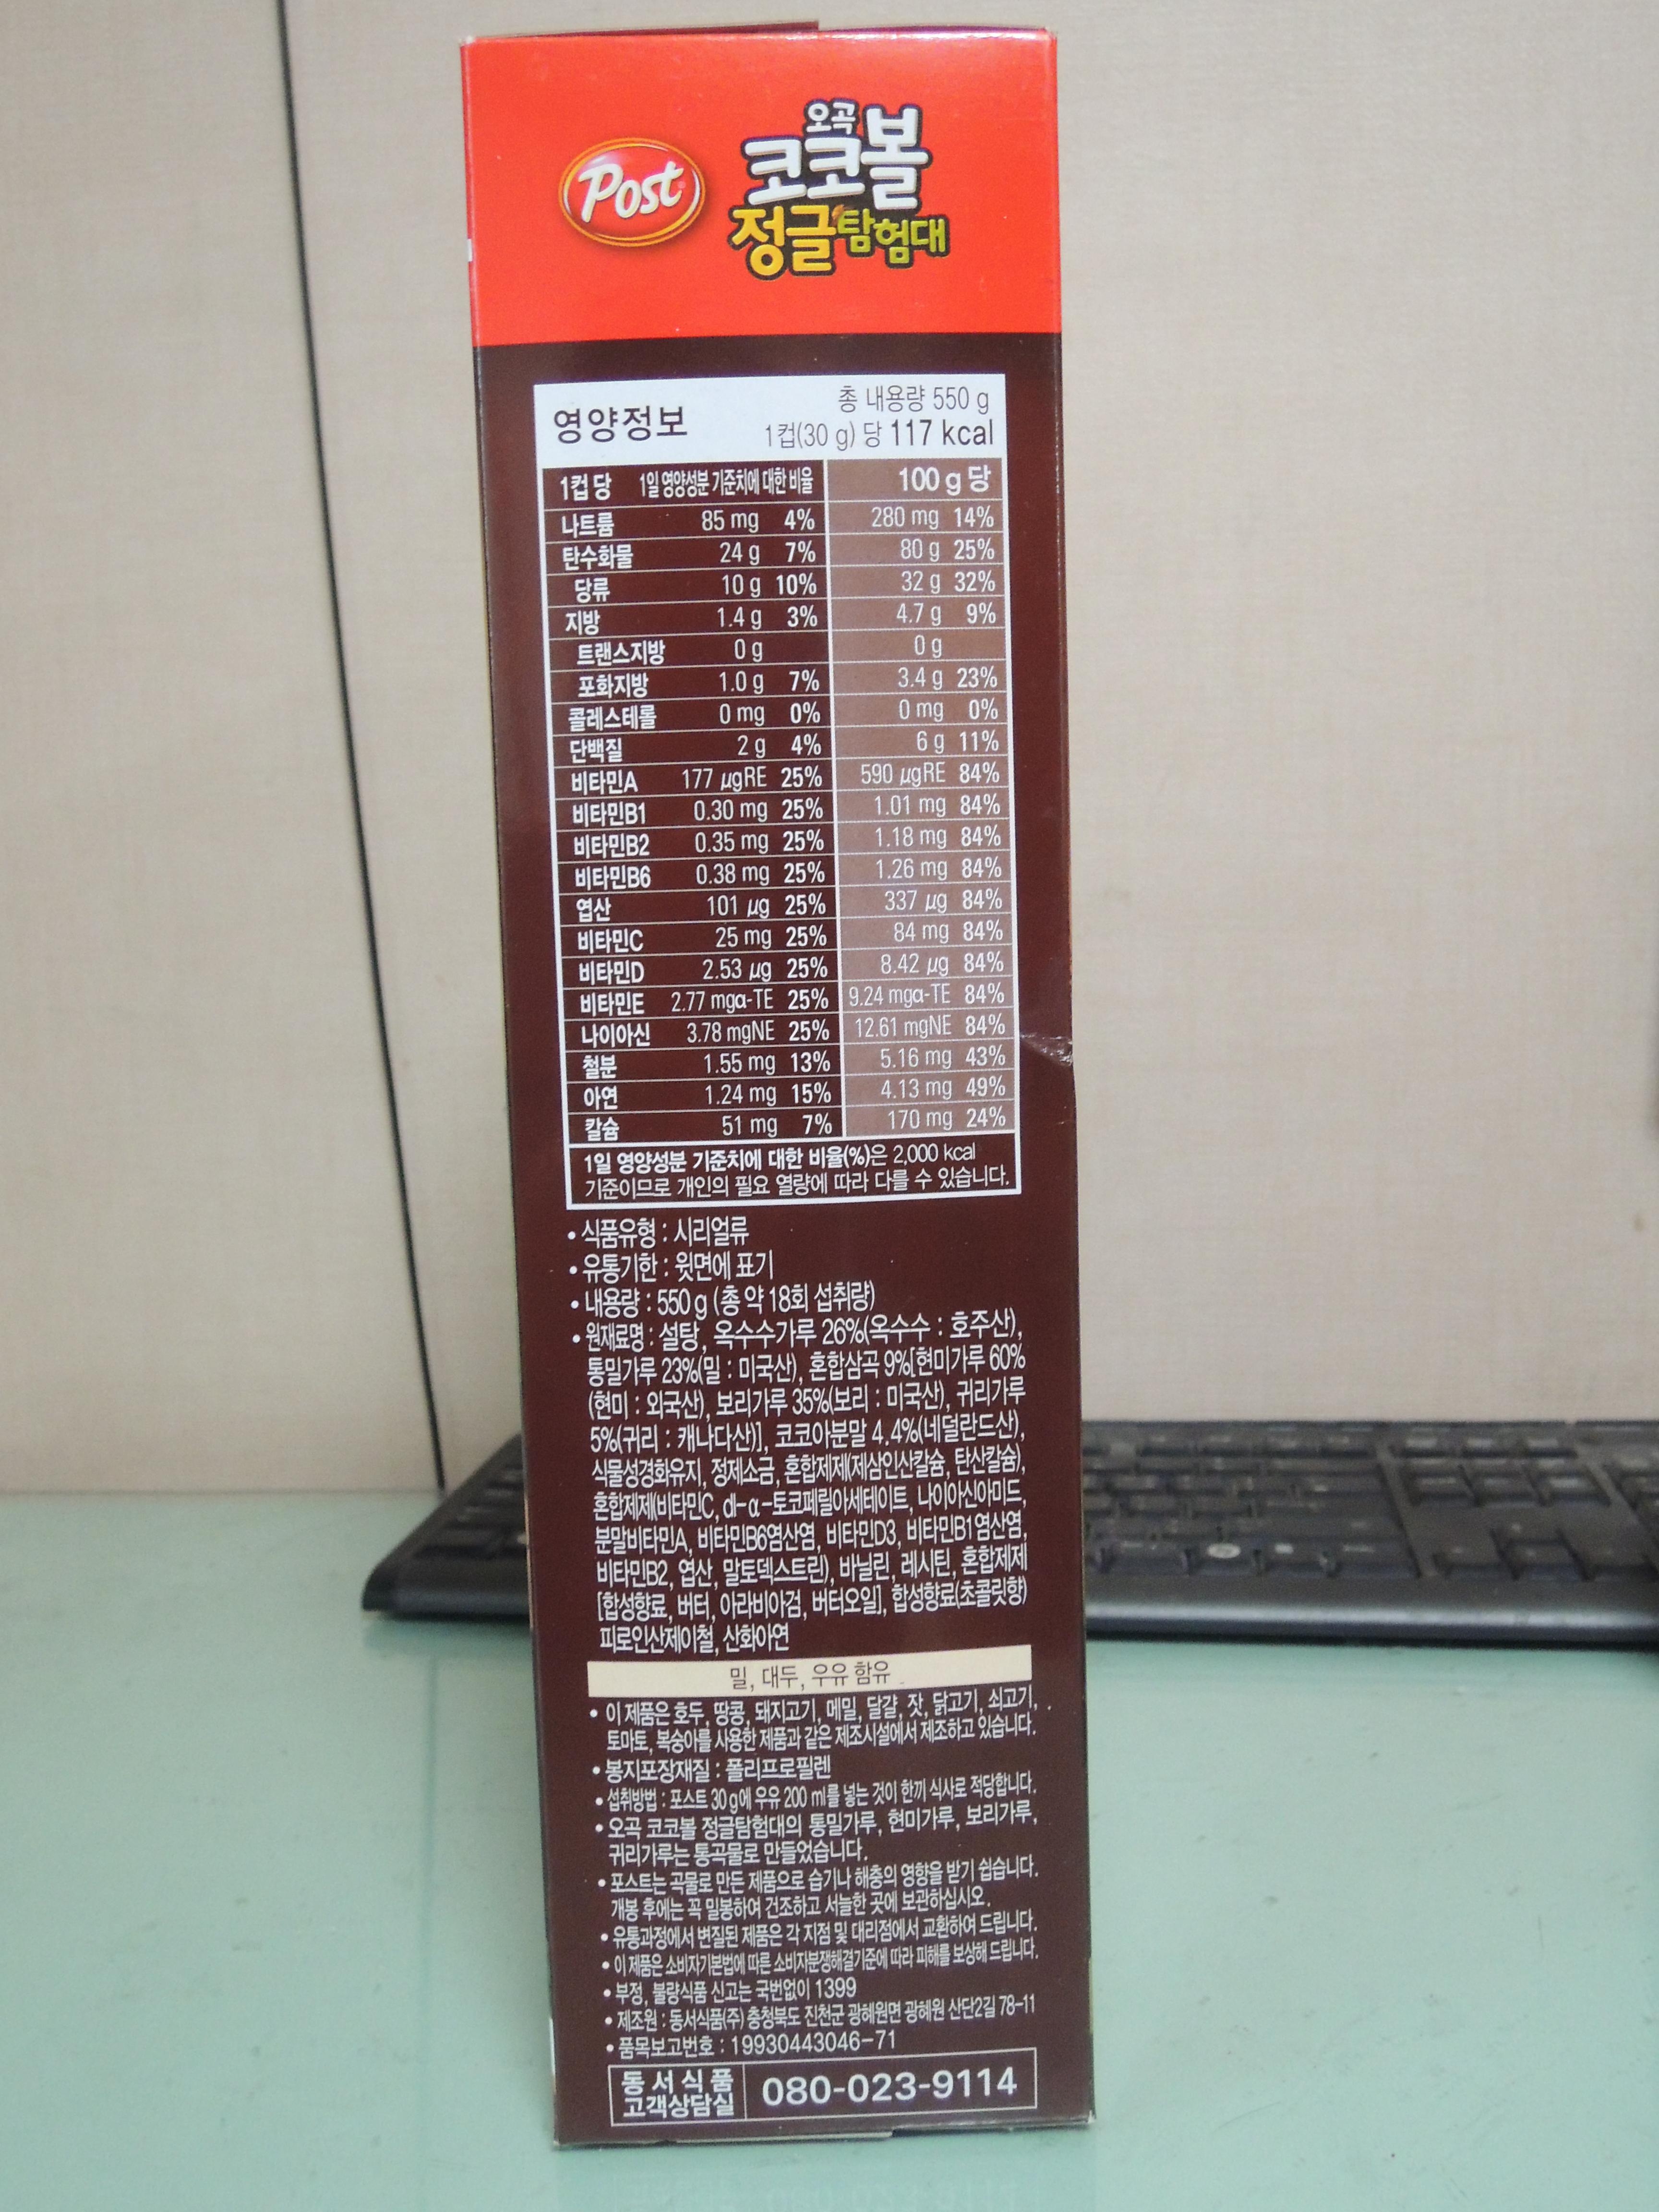 Post
오곡
코코볼
정글탐험대
영양정보
총 내용량 550 g
1컵(30 g) 당 117 kcal
1컵 당 1일 영양성분 기준치에 대한 비율 100 g 당
나트륨 85 mg 4% 280 mg 14%
탄수화물 24 g 7% 80 g 25%
당류 10 g 10% 32 g 32%
지방 1.4 g 3% 4.7 g 9%
트랜스지방 0 g 0 g
포화지방 1.0 g 7% 3.4 g 23%
콜레스테롤 0 mg 0% 0 mg 0%
단백질 2 g 4% 6 g 11%
비타민A 177 μgRE 25% 590 μgRE 84%
비타민B1 0.30 mg 25% 1.01 mg 84%
비타민B2 0.35 mg 25% 1.18 mg 84%
비타민B6 0.38 mg 25% 1.26 mg 84%
엽산 101 μg 25% 337 μg 84%
비타민C 25 mg 25% 84 mg 84%
비타민D 2.53 μg 25% 8.42 μg 84%
비타민E 2.77 mgα-TE 25% 9.24 mgα-TE 84%
나이아신 3.78 mgNE 25% 12.61 mgNE 84%
철분 1.55 mg 13% 5.16 mg 43%
아연 1.24 mg 15% 4.13 mg 49%
칼슘 51 mg 7% 170 mg 24%
1일 영양성분 기준치에 대한 비율(%)은 2,000 kcal
기준이므로 개인의 필요 열량에 따라 다를 수 있습니다.
• 식품유형 : 시리얼류
• 유통기한 : 윗면에 표기
• 내용량 : 550 g (총 약 18회 섭취량)
• 원재료명 : 설탕, 옥수수가루 26%(옥수수 : 호주산),
통밀가루 23%(밀 : 미국산), 혼합삼곡 9%[현미가루 60%
(현미 : 외국산), 보리가루 35%(보리 : 미국산), 귀리가루
5%(귀리 : 캐나다산)], 코코아분말 4.4%(네덜란드산),
식물성경화유지, 정제소금, 혼합제제(제삼인산칼슘, 탄산칼슘),
혼합제제(비타민C, dl-α-토코페릴아세테이트, 나이아신아미드,
분말비타민A, 비타민B6염산염, 비타민D3, 비타민B1염산염,
비타민B2, 엽산, 말토덱스트린), 바닐린, 레시틴, 혼합제제
[합성향료, 버터, 아라비아검, 버터오일], 합성향료(초콜릿향)
피로인산제이철, 산화아연
밀, 대두, 우유 함유
• 이 제품은 호두, 땅콩, 돼지고기, 메밀, 달걀, 잣, 닭고기, 쇠고기,
토마토, 복숭아를 사용한 제품과 같은 제조시설에서 제조하고 있습니다.
• 봉지포장재질 : 폴리프로필렌
• 섭취방법 : 포스트 30 g에 우유 200 ml를 넣는 것이 한끼 식사로 적당합니다.
• 오곡 코코볼 정글탐험대의 통밀가루, 현미가루, 보리가루,
귀리가루는 통곡물로 만들었습니다.
• 포스트는 곡물로 만든 제품으로 습기나 해충의 영향을 받기 쉽습니다.
개봉 후에는 꼭 밀봉하여 건조하고 서늘한 곳에 보관하십시오.
• 유통과정에서 변질된 제품은 각 지점 및 대리점에서 교환하여 드립니다.
• 이 제품은 소비자기본법에 따른 소비자분쟁해결기준에 따라 피해를 보상해 드립니다.
• 부정, 불량식품 신고는 국번없이 1399
• 제조원 : 동서식품(주) 충청북도 진천군 광혜원면 광혜원 산단2길 78-11
• 품목보고번호 : 19930443046-71
동서식품
고객상담실 080-023-9114